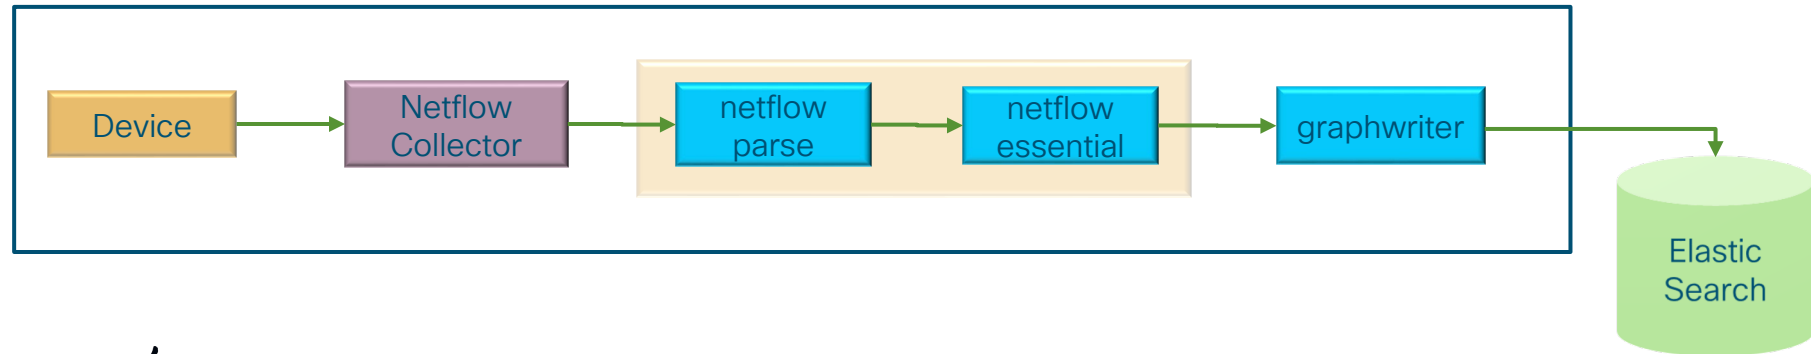 Device
Netflow
Collector
netflow
parse
netflow
essential
graphwriter
Elastic
Search